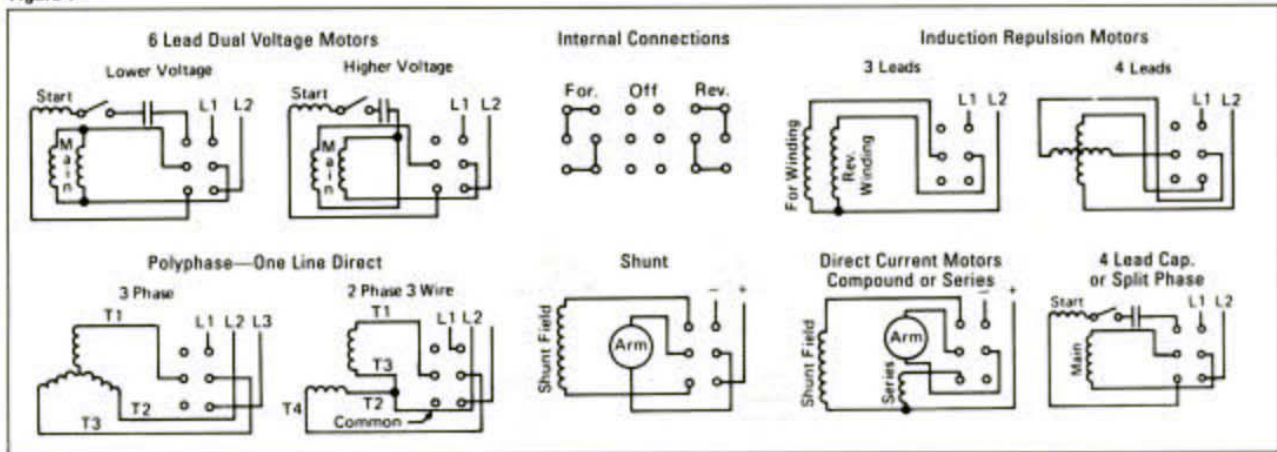 6 Lead Dual Voltage Motors
Lower Voltage
Higher Voltage
Start
Main
L1 L2
Start
Main
L1 L2
Internal Connections
For. Off Rev.
Induction Repulsion Motors
3 Leads
4 Leads
For Winding
Rev. Winding
L1 L2
L1 L2
Polyphase—One Line Direct
3 Phase
2 Phase 3 Wire
T1
L1 L2 L3
T2
T3
T1
L1 L2
T3
T2
T4
Common
Shunt
Shunt Field
Arm
- +
Direct Current Motors
Compound or Series
Shunt Field
Arm
Series
- +
4 Lead Cap.
or Split Phase
Start
Main
L1 L2